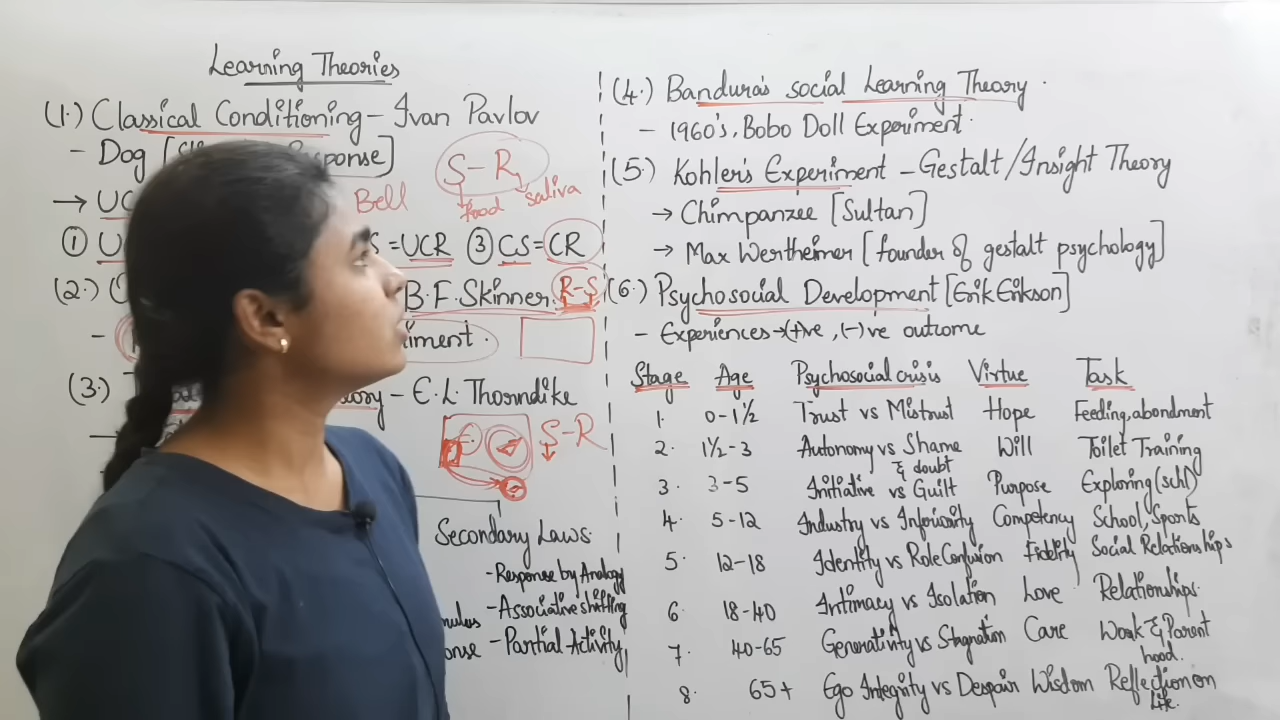 Learning Theories
(1.) Classical Conditioning - Ivan Pavlov
- Dog [
Response]
S-R
Bell
food
saliva
→ UC
① U
=UCR ③ CS=CR
(2.)
B.F.Skinner. R-S
iment.
(3.)
- E.L.Thorndike
S-R
Secondary Laws
-Response by Analogy
-Associative shifting
-Partial Activity
(4.) Bandura's social Learning Theory.
- 1960's, Bobo Doll Experiment.
(5.) Kohler's Experiment - Gestalt/Insight Theory
→ Chimpanzee [Sultan]
→ Max Wertheimer [founder of gestalt psychology]
(6.) Psychosocial Development [Erik Erikson]
- Experiences→(+)ve, (-)ve outcome
Stage Age Psychosocial crisis Virtue Task
1. 0-1½ Trust vs Mistrust Hope Feeding, abondment
2. 1½-3 Autonomy vs Shame & doubt Will Toilet Training
3. 3-5 Initiative vs Guilt Purpose Exploring (schl)
4. 5-12 Industry vs Inferiority Competency School, Sports
5. 12-18 Identity vs Role Confusion Fidelity Social Relationships
6. 18-40 Intimacy vs Isolation Love Relationships.
7. 40-65 Generativity vs Stagnation Care Work & Parent hood.
8. 65+ Ego Integrity vs Despair Wisdom Reflection on Life.